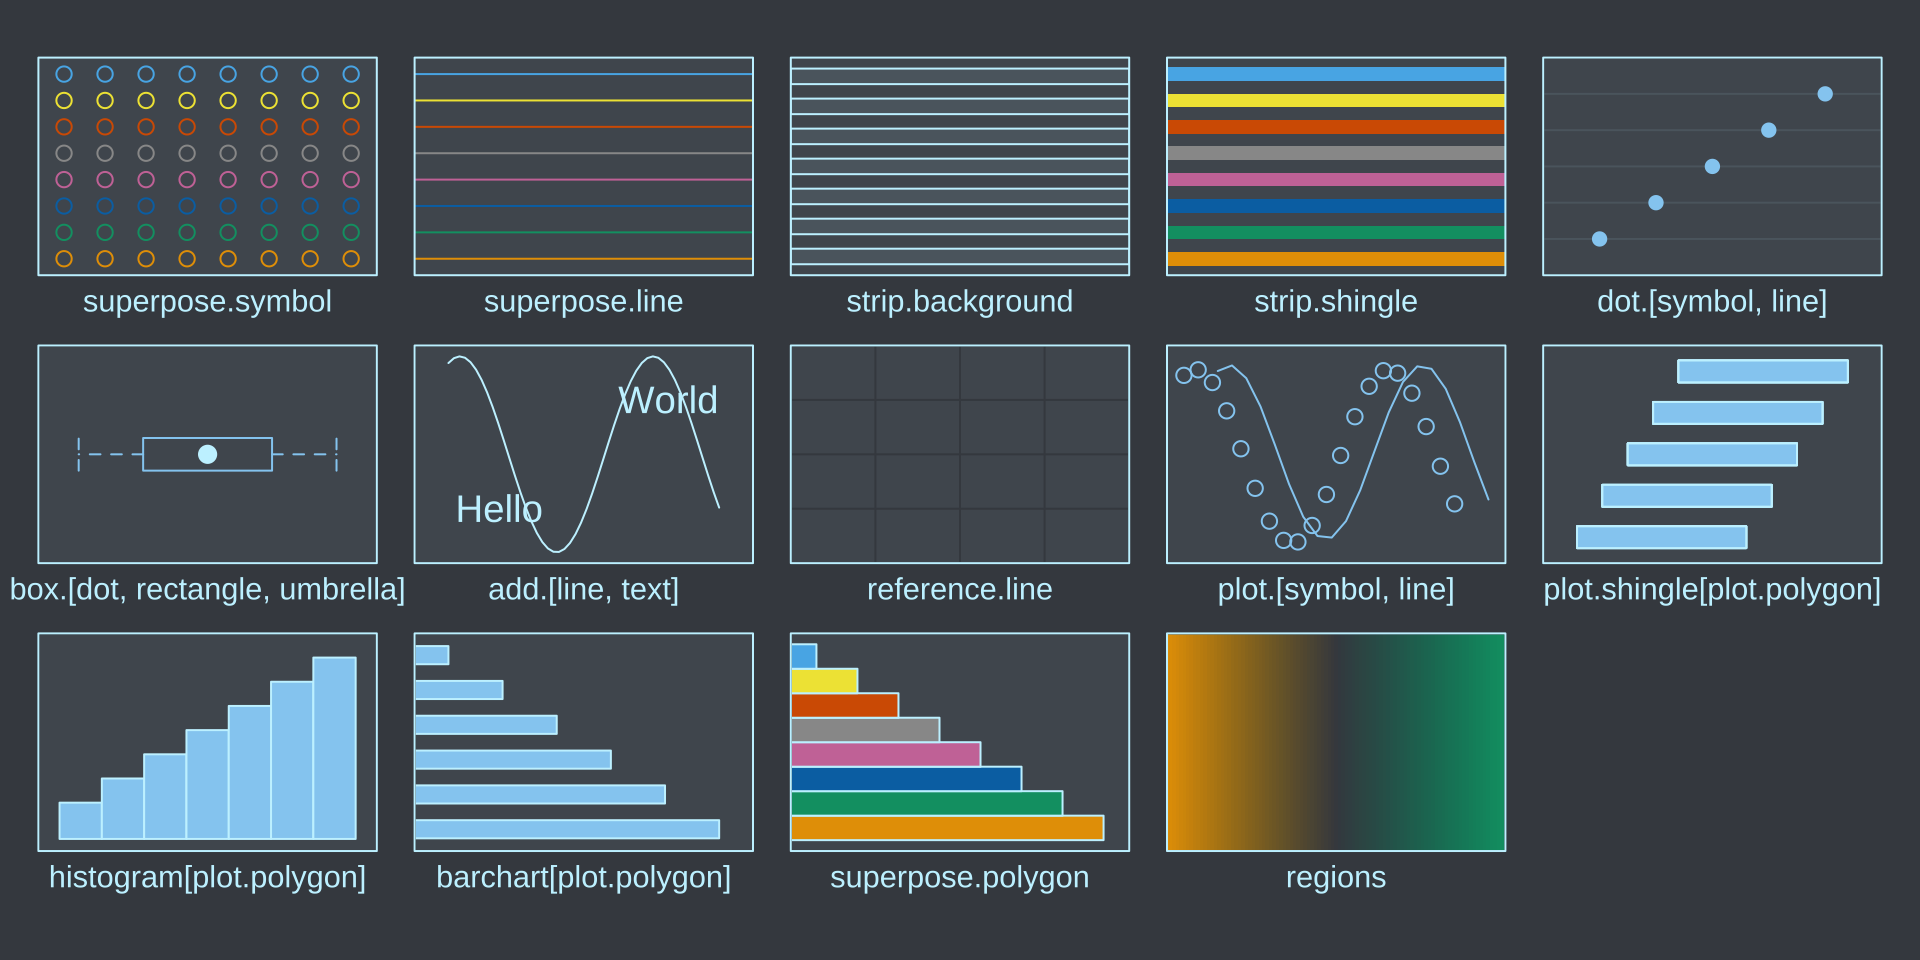 superpose.symbol
superpose.line
strip.background
strip.shingle
dot.[symbol, line]
World
Hello
box.[dot, rectangle, umbrella]
add.[line, text]
reference.line
plot.[symbol, line]
plot.shingle[plot.polygon]
histogram[plot.polygon]
barchart[plot.polygon]
superpose.polygon
regions